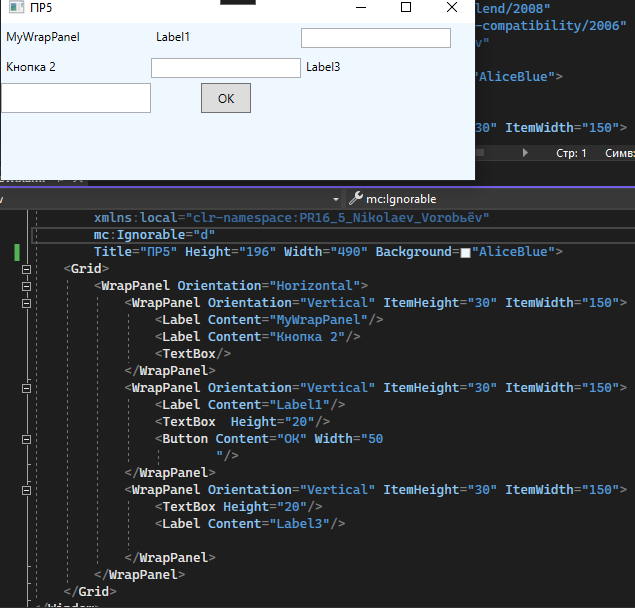 ПР5
MyWrapPanel Label1
Кнопка 2 Label3
OK
lend/2008"
-compatibility/2006"
v"
"AliceBlue">
30" ItemWidth="150">
Стр: 1 Симв:
mc:Ignorable
xmlns:local="clr-namespace:PR16_5_Nikolaev_Vorobьёv"
mc:Ignorable="d"
Title="ПР5" Height="196" Width="490" Background="AliceBlue">
<Grid>
<WrapPanel Orientation="Horizontal">
<WrapPanel Orientation="Vertical" ItemHeight="30" ItemWidth="150">
<Label Content="MyWrapPanel"/>
<Label Content="Кнопка 2"/>
<TextBox/>
</WrapPanel>
<WrapPanel Orientation="Vertical" ItemHeight="30" ItemWidth="150">
<Label Content="Label1"/>
<TextBox  Height="20"/>
<Button Content="OK" Width="50
"/>
</WrapPanel>
<WrapPanel Orientation="Vertical" ItemHeight="30" ItemWidth="150">
<TextBox Height="20"/>
<Label Content="Label3"/>
</WrapPanel>
</WrapPanel>
</Grid>